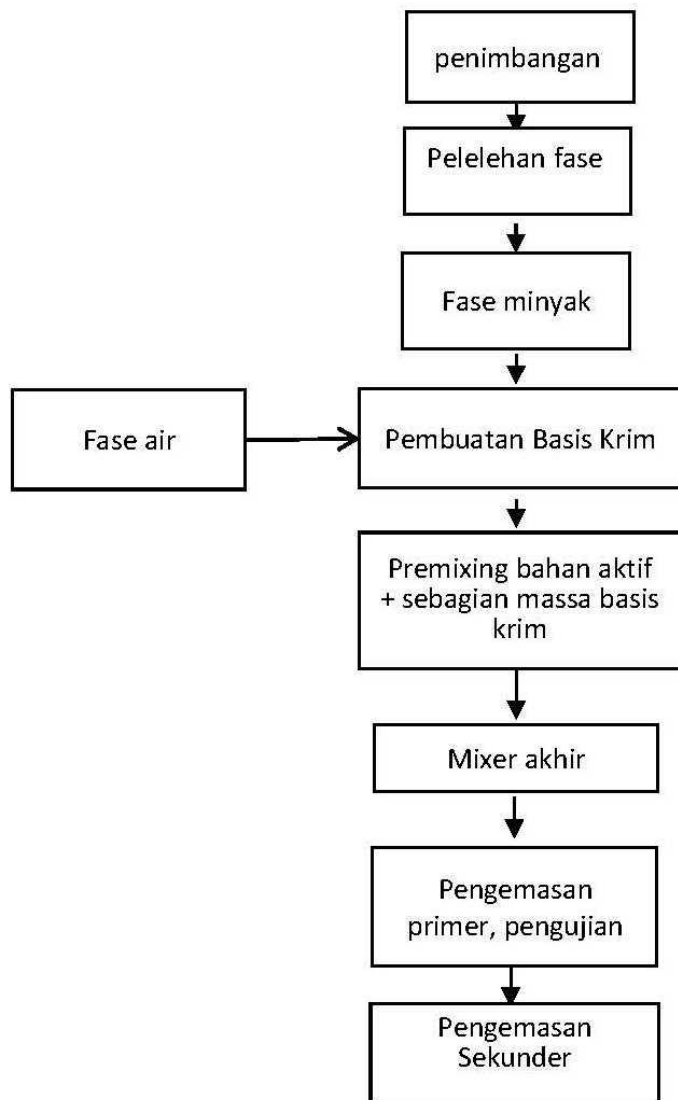 penimbangan
Pelelehan fase
Fase minyak
Fase air
Pembuatan Basis Krim
Premixing bahan aktif
+ sebagian massa basis
krim
Mixer akhir
Pengemasan
primer, pengujian
Pengemasan
Sekunder